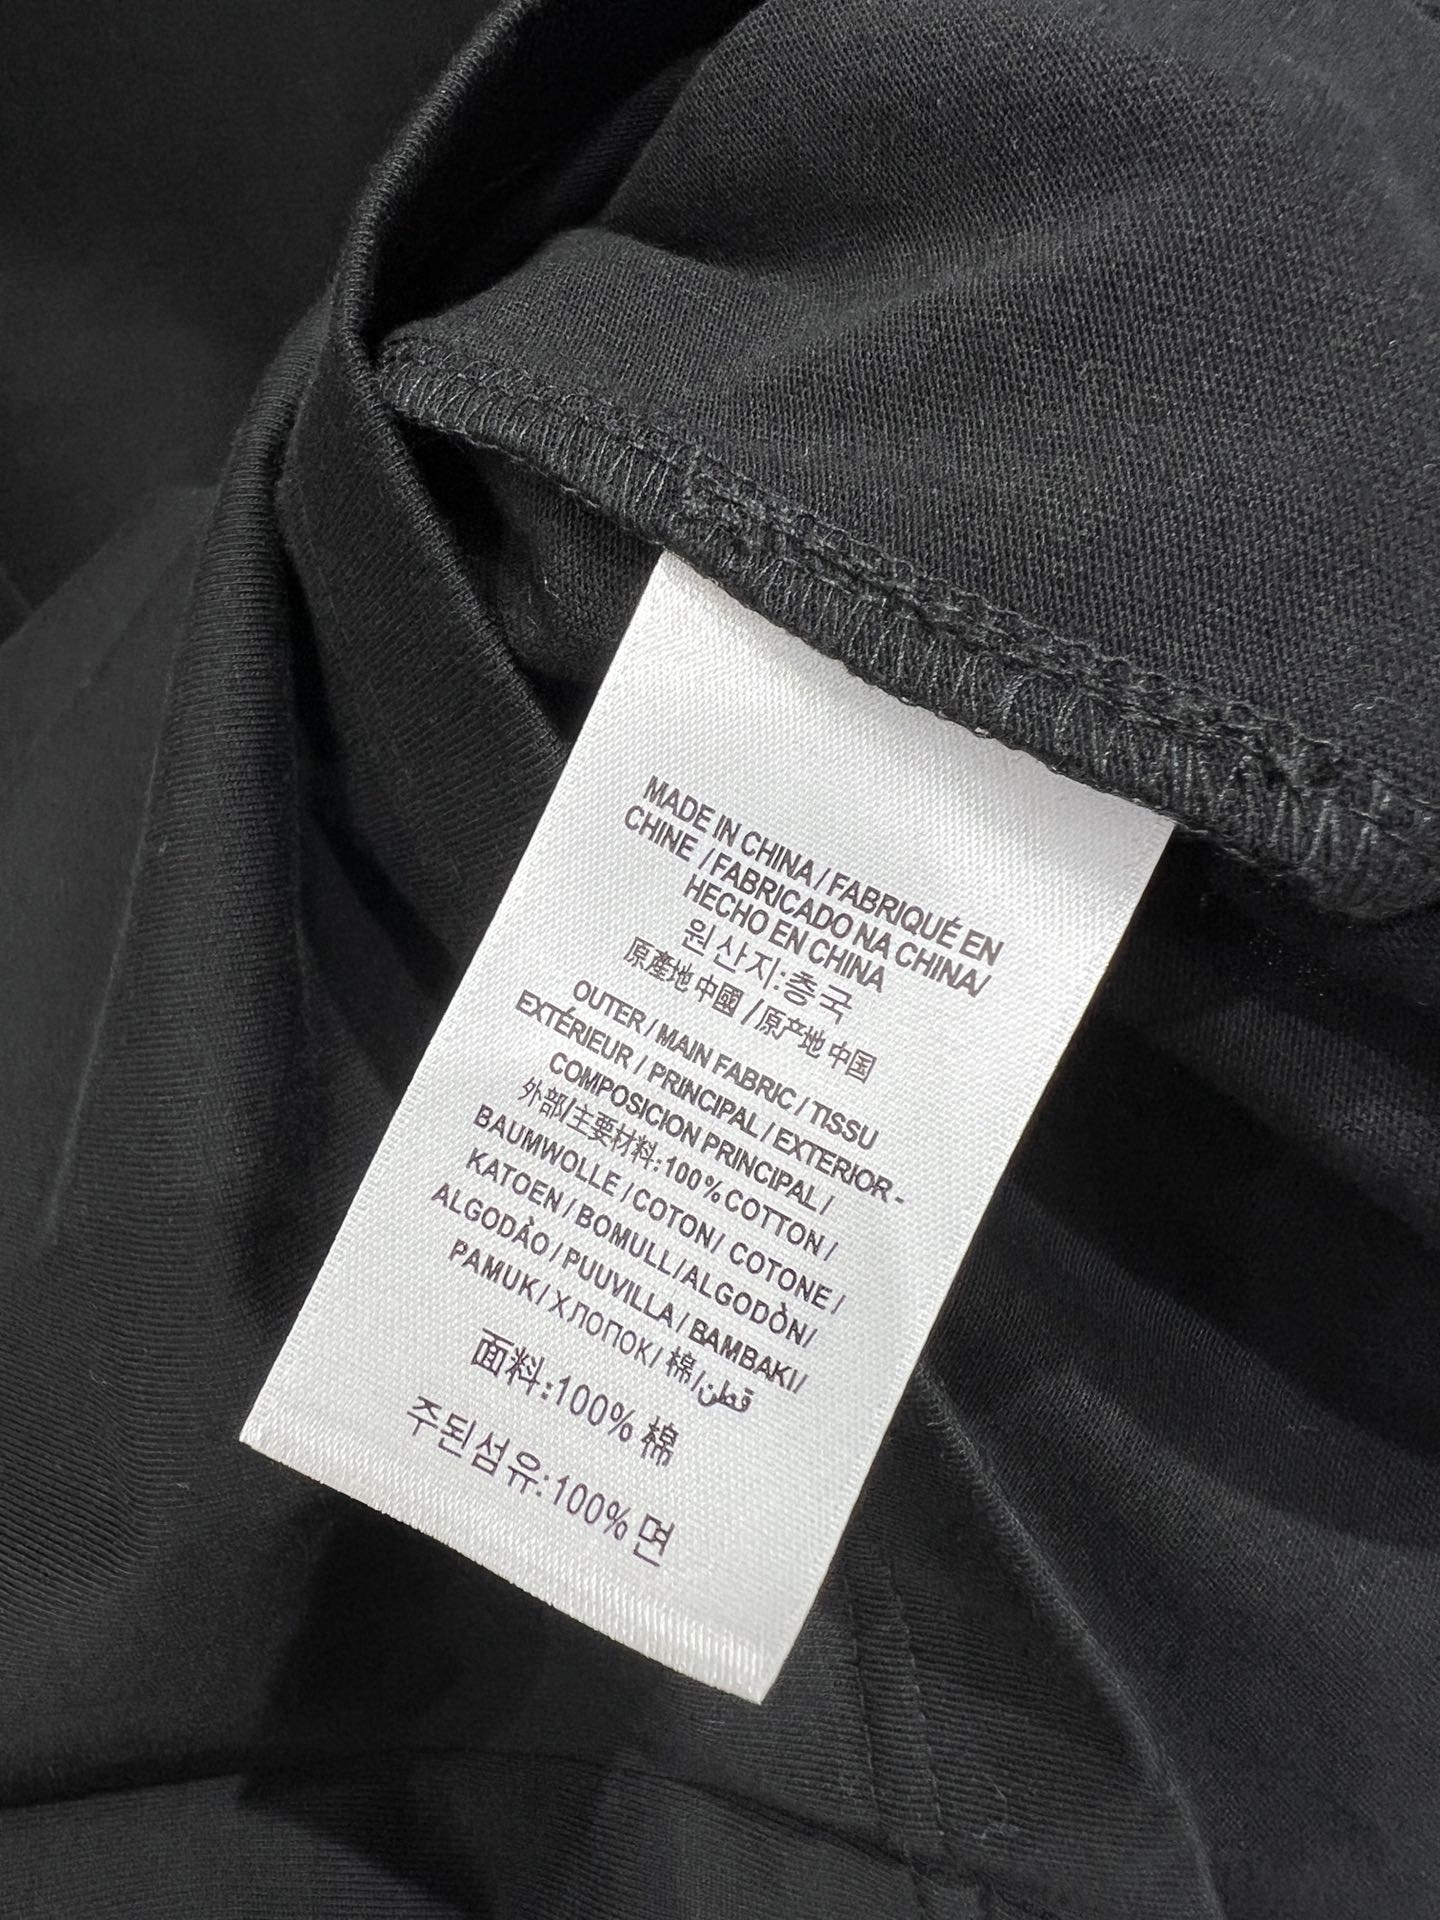 MADE IN CHINA / FABRIQUÉ EN
CHINE / FABRICADO NA CHINA/
HECHO EN CHINA
원산지:총국
原產地 中國 / 原产地 中国
OUTER / MAIN FABRIC / TISSU
EXTÉRIEUR / PRINCIPAL / EXTERIOR-
COMPOSICION PRINCIPAL /
外部/主要材料:100% COTTON /
BAUMWOLLE / COTON/ COTONE /
KATOEN / BOMULL/ALGODÒN/
ALGODÀO / PUUVILLA / BAMBAKI/
PAMUK / ХЛОПОК/ 棉/قطن
面料:100% 棉
주된섬유:100% 면